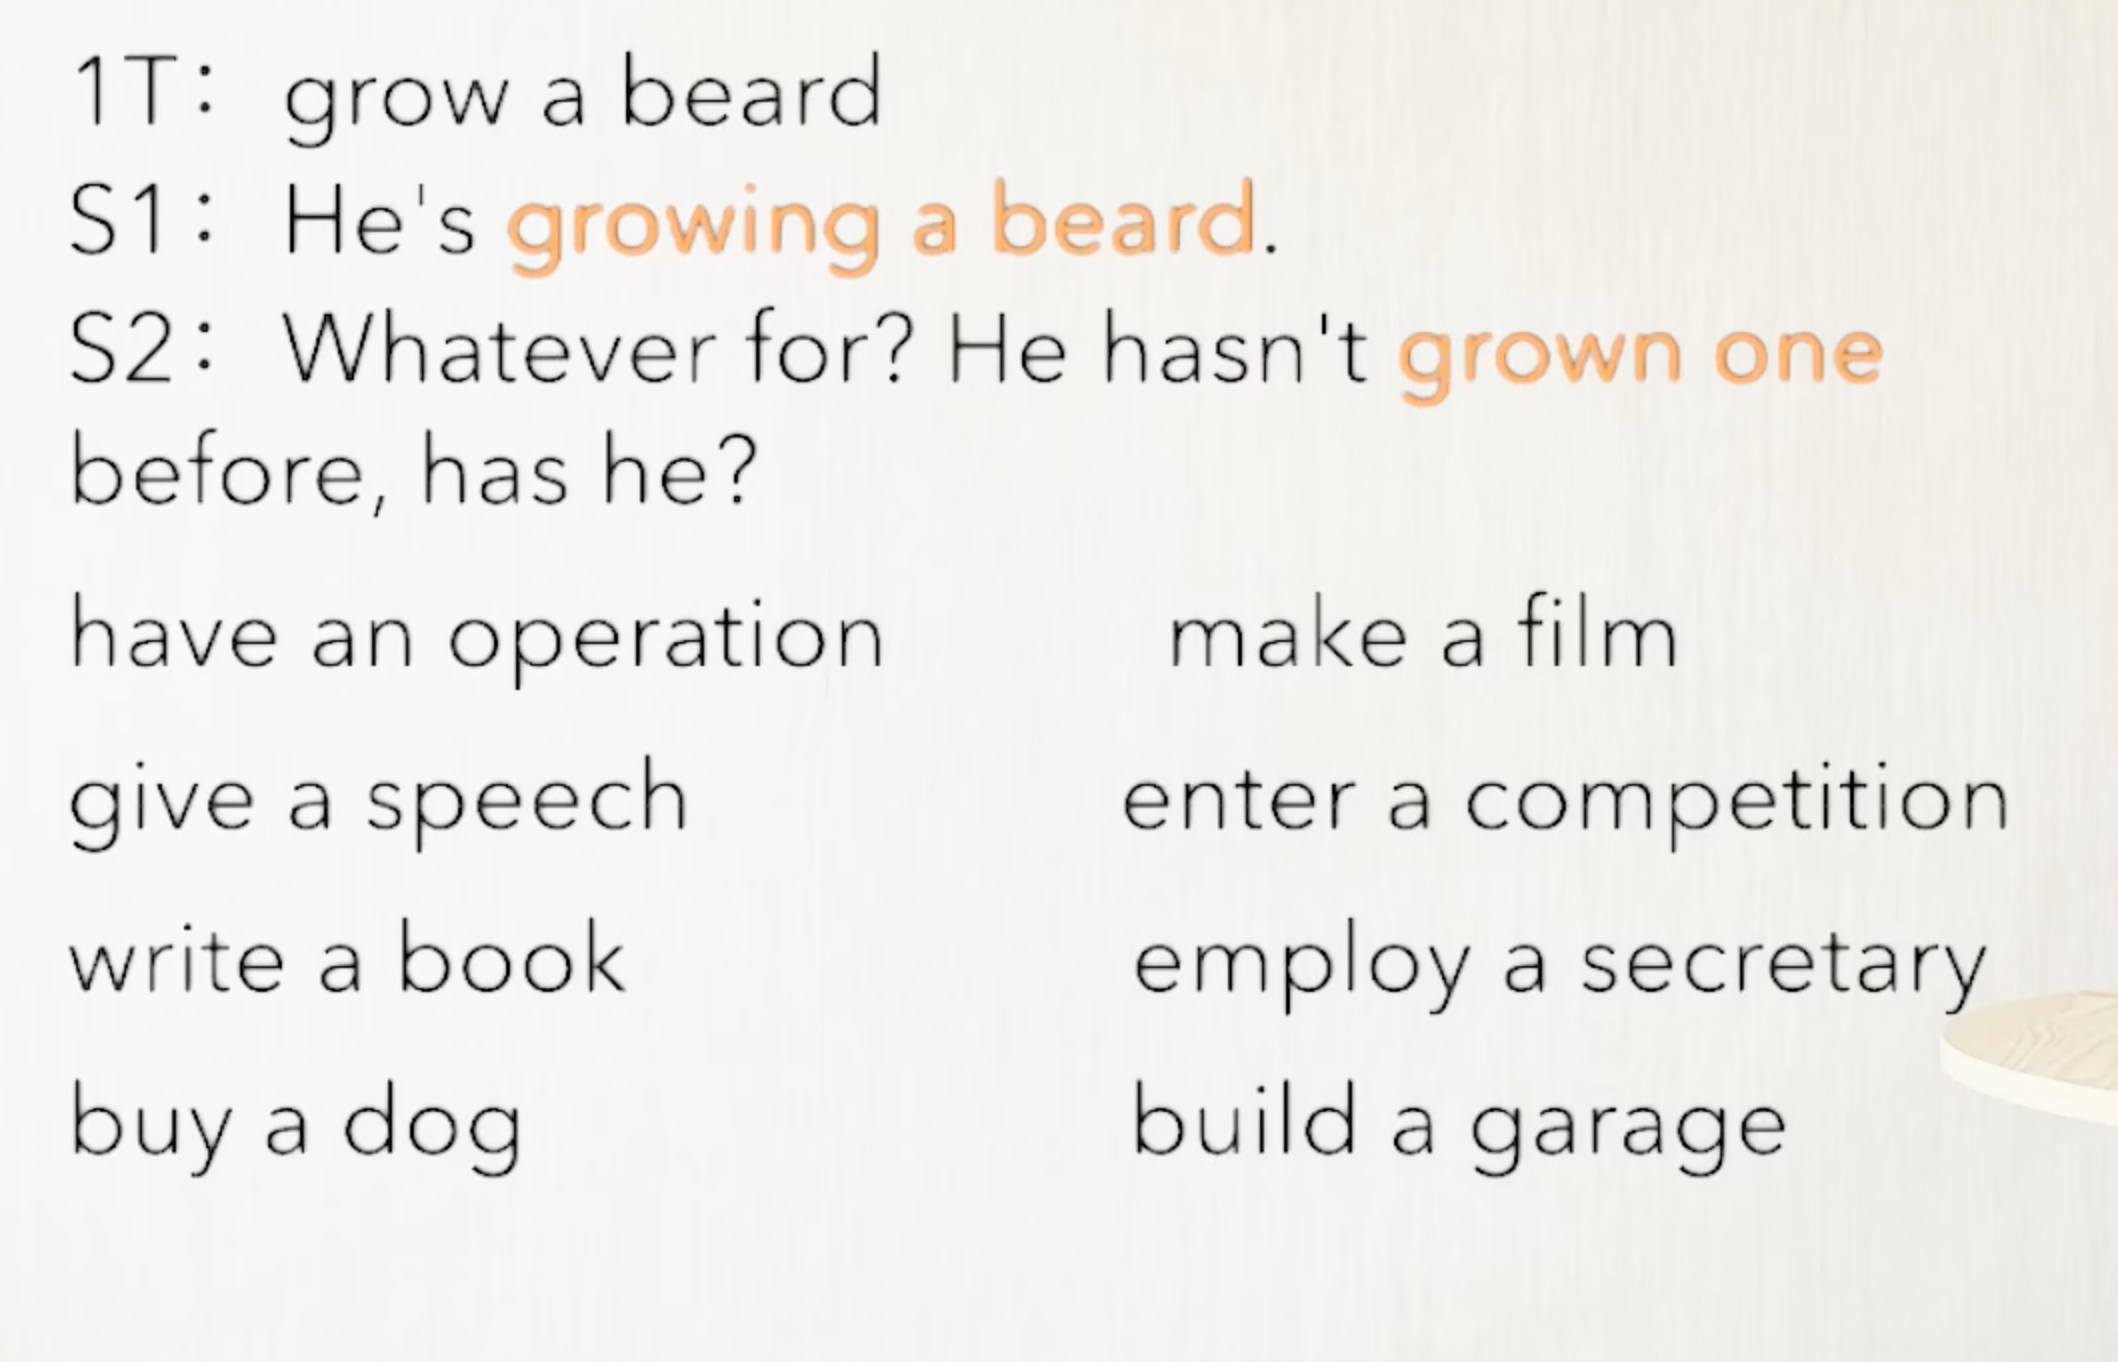 1T: grow a beard
S1: He's growing a beard.
S2: Whatever for? He hasn't grown one
before, has he?
have an operation make a film
give a speech enter a competition
write a book employ a secretary
buy a dog build a garage